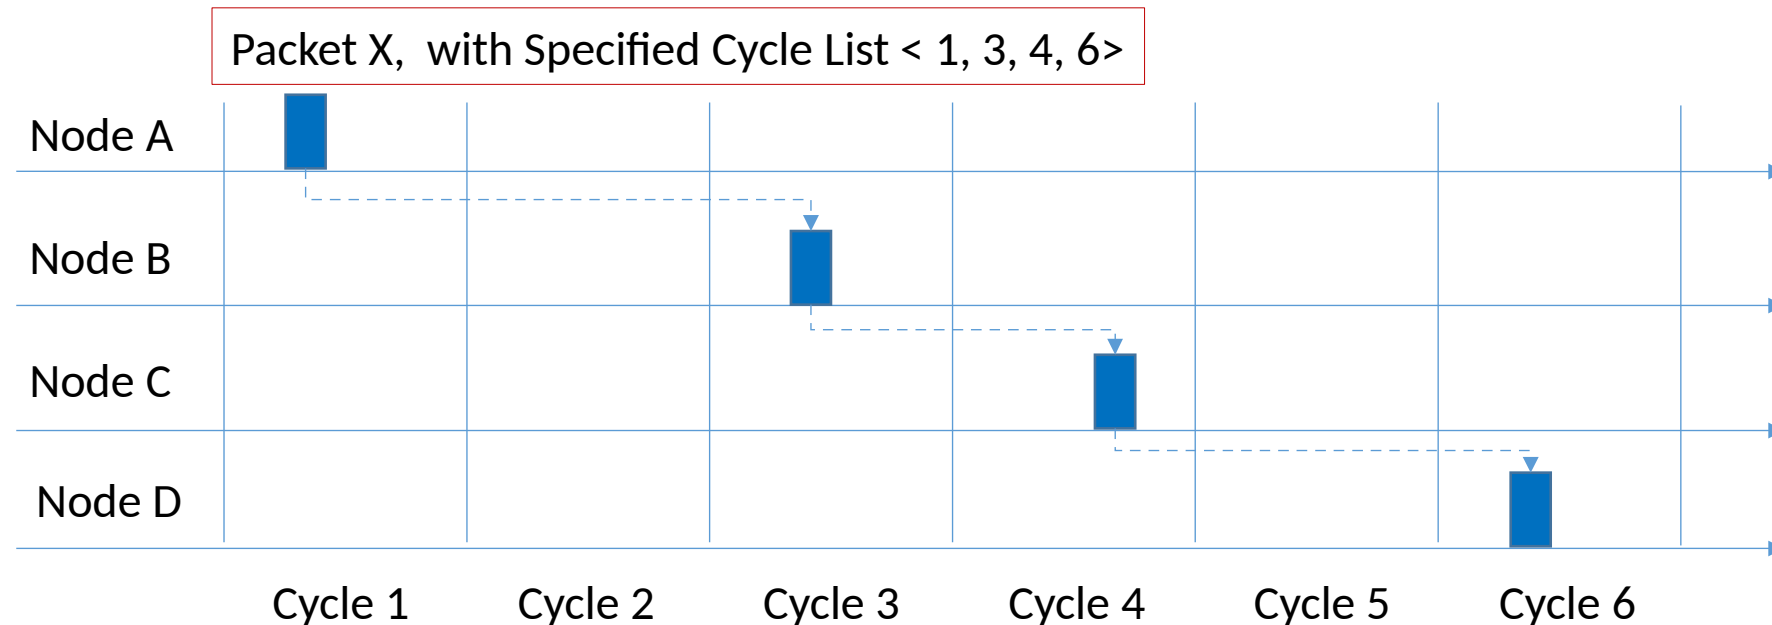 Packet X,  with Specified Cycle List < 1, 3, 4, 6>
Node A
Node B
Node C
Node D
Cycle 1
Cycle 2
Cycle 3
Cycle 4
Cycle 5
Cycle 6